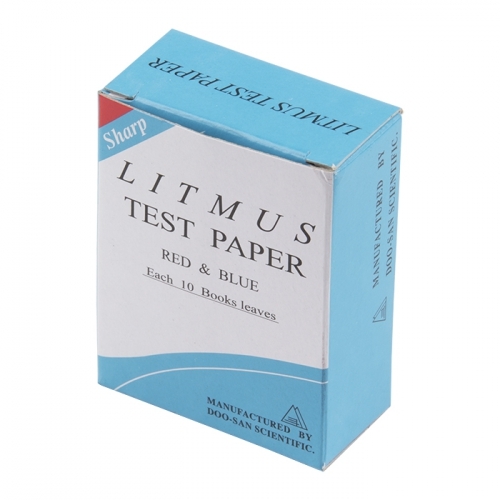 LITMUS TEST PAPER
Sharp
LITMUS
TEST PAPER
RED & BLUE
Each 10 Books leaves
MANUFACTURED BY
DOO-SAN SCIENTIFIC.
MANUFACTURED BY
DOO-SAN SCIENTIFIC.